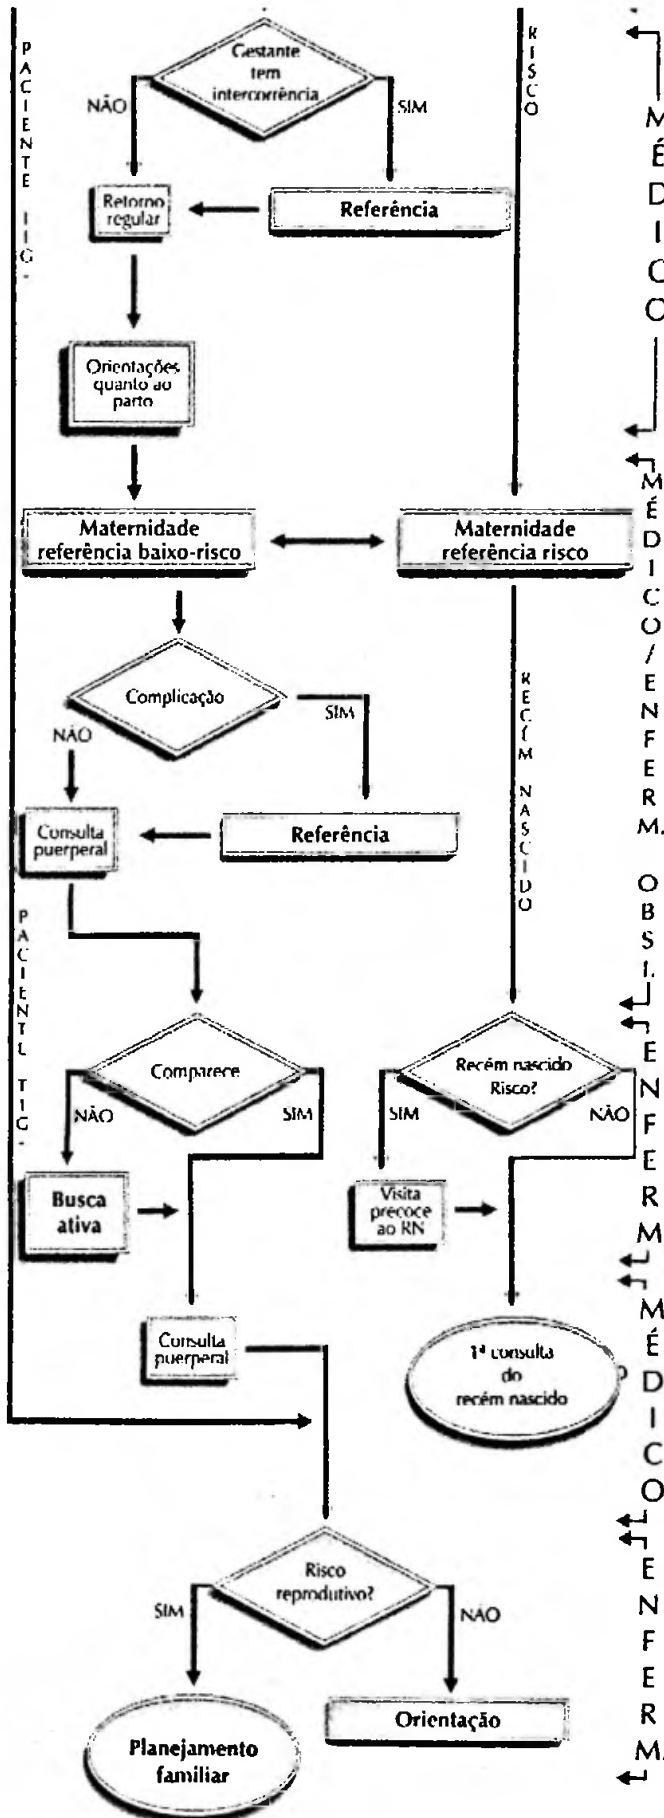 PACIENTE TIG-
Gestante
tem
intercorrência
NÃO
SIM
RISCO
MÉDICO
Retorno
regular
Referência
Orientações
quanto ao
parto
Maternidade
referência baixo-risco
Maternidade
referência risco
MÉDICO/ENFERM. OBST.
Complicação
NÃO
SIM
RECÉM NASCIDO
Consulta
puerperal
Referência
PACIENTE TIG-
Comparece
NÃO
SIM
Recém nascido
Risco?
SIM
NÃO
ENFERM.
Busca
ativa
Visita
precoce
ao RN
Consulta
puerperal
1ª consulta
do
recém nascido
MÉDICO
Risco
reprodutivo?
SIM
NÃO
ENFERM.
Planejamento
familiar
Orientação